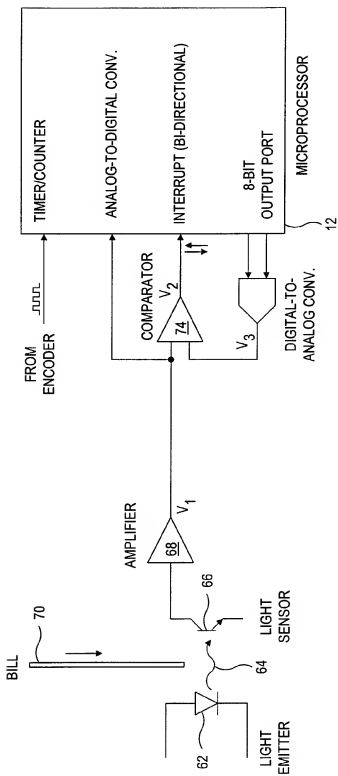 TIMER/COUNTER
ANALOG-TO-DIGITAL CONV.
INTERRUPT (BI-DIRECTIONAL)
8-BIT
OUTPUT PORT
MICROPROCESSOR
12
FROM
ENCODER
COMPARATOR
V2
74
V3
DIGITAL-TO-
ANALOG CONV.
AMPLIFIER
V1
68
BILL
70
66
LIGHT
SENSOR
64
62
LIGHT
EMITTER